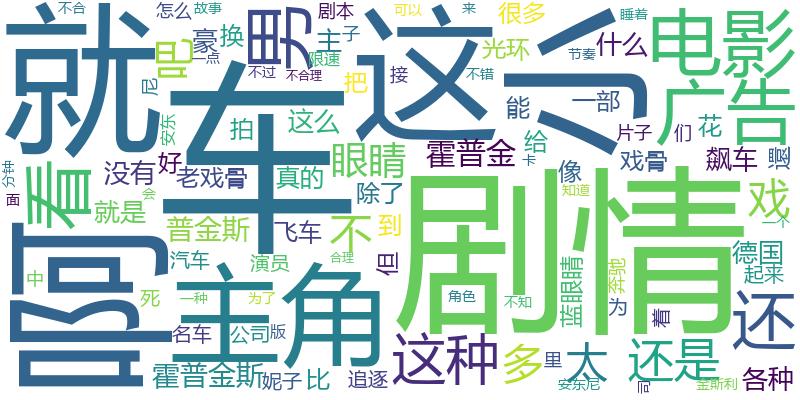 不合
怎么
故事
剧本
可以
来
很多
睡着
就
男
这
小
电影
豪
换
主
子
光环
什么
节奏
吧
一点
不过
限速
尼
不合理
把
接
不错
广告
车
能
一部
安东
拍
这么
给
片子
们
花
看
没有
好
眼睛
霍普金
卡
像
戏骨
飙车
逼
分钟
老戏骨
真的
除了
剧情
知道
面
会
就是
戏
普金斯
飞车
不
到
一个
啊
汽车
演员
合理
但
蓝眼睛
奔驰
德国
中
主角
起来
死
一种
为了
角色
不知
为
着
还
名车
公司
版
这种
多
里
太
还是
霍普金斯
妮子
比
追逐
安东尼
司
金斯利
各种